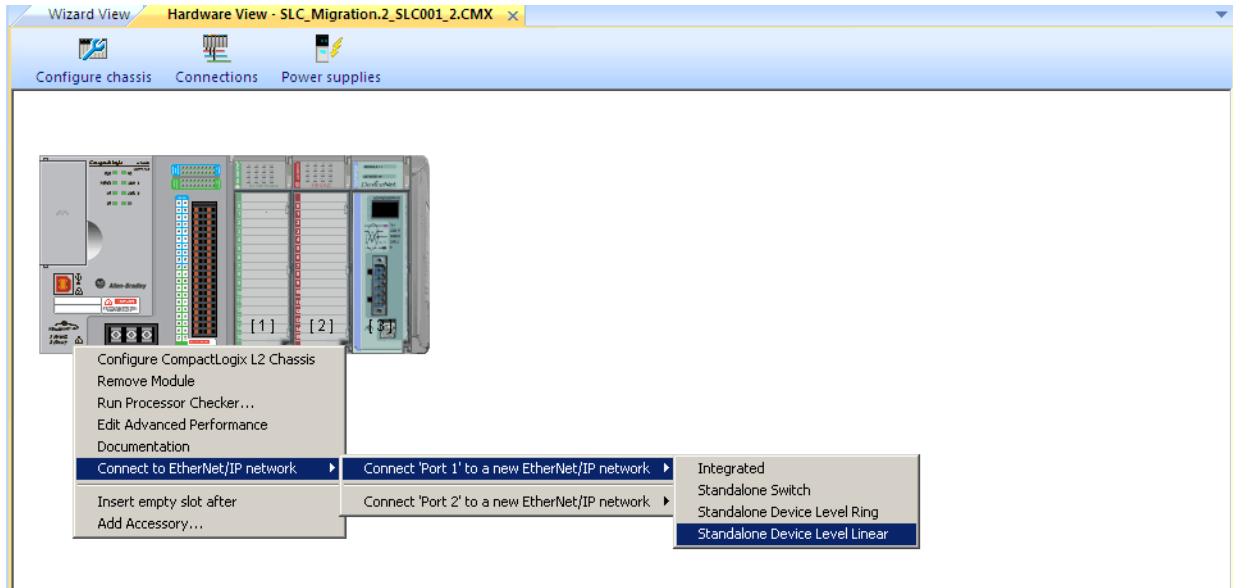 Wizard View
Hardware View - SLC_Migration.2_SLC001_2.CMX
Configure chassis
Connections
Power supplies
CompactLogix
DeviceNet
Allen-Bradley
[1]
[2]
[3]
Configure CompactLogix L2 Chassis
Remove Module
Run Processor Checker...
Edit Advanced Performance
Documentation
Connect to EtherNet/IP network
Insert empty slot after
Add Accessory...
Connect 'Port 1' to a new EtherNet/IP network
Connect 'Port 2' to a new EtherNet/IP network
Integrated
Standalone Switch
Standalone Device Level Ring
Standalone Device Level Linear